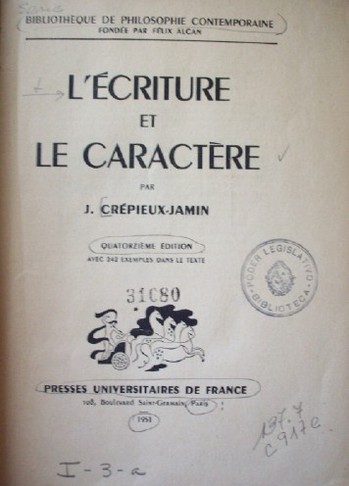 Serie
BIBLIOTHÈQUE DE PHILOSOPHIE CONTEMPORAINE
FONDÉE PAR FÉLIX ALCAN
L'ÉCRITURE
ET
LE CARACTÈRE
PAR
J. CRÉPIEUX-JAMIN
QUATORZIÈME ÉDITION
AVEC 242 EXEMPLES DANS LE TEXTE
PODER LEGISLATIVO
BIBLIOTECA
31080
PRESSES UNIVERSITAIRES DE FRANCE
108, Boulevard Saint-Germain, Paris
1951
137.7
C917e
I-3-a